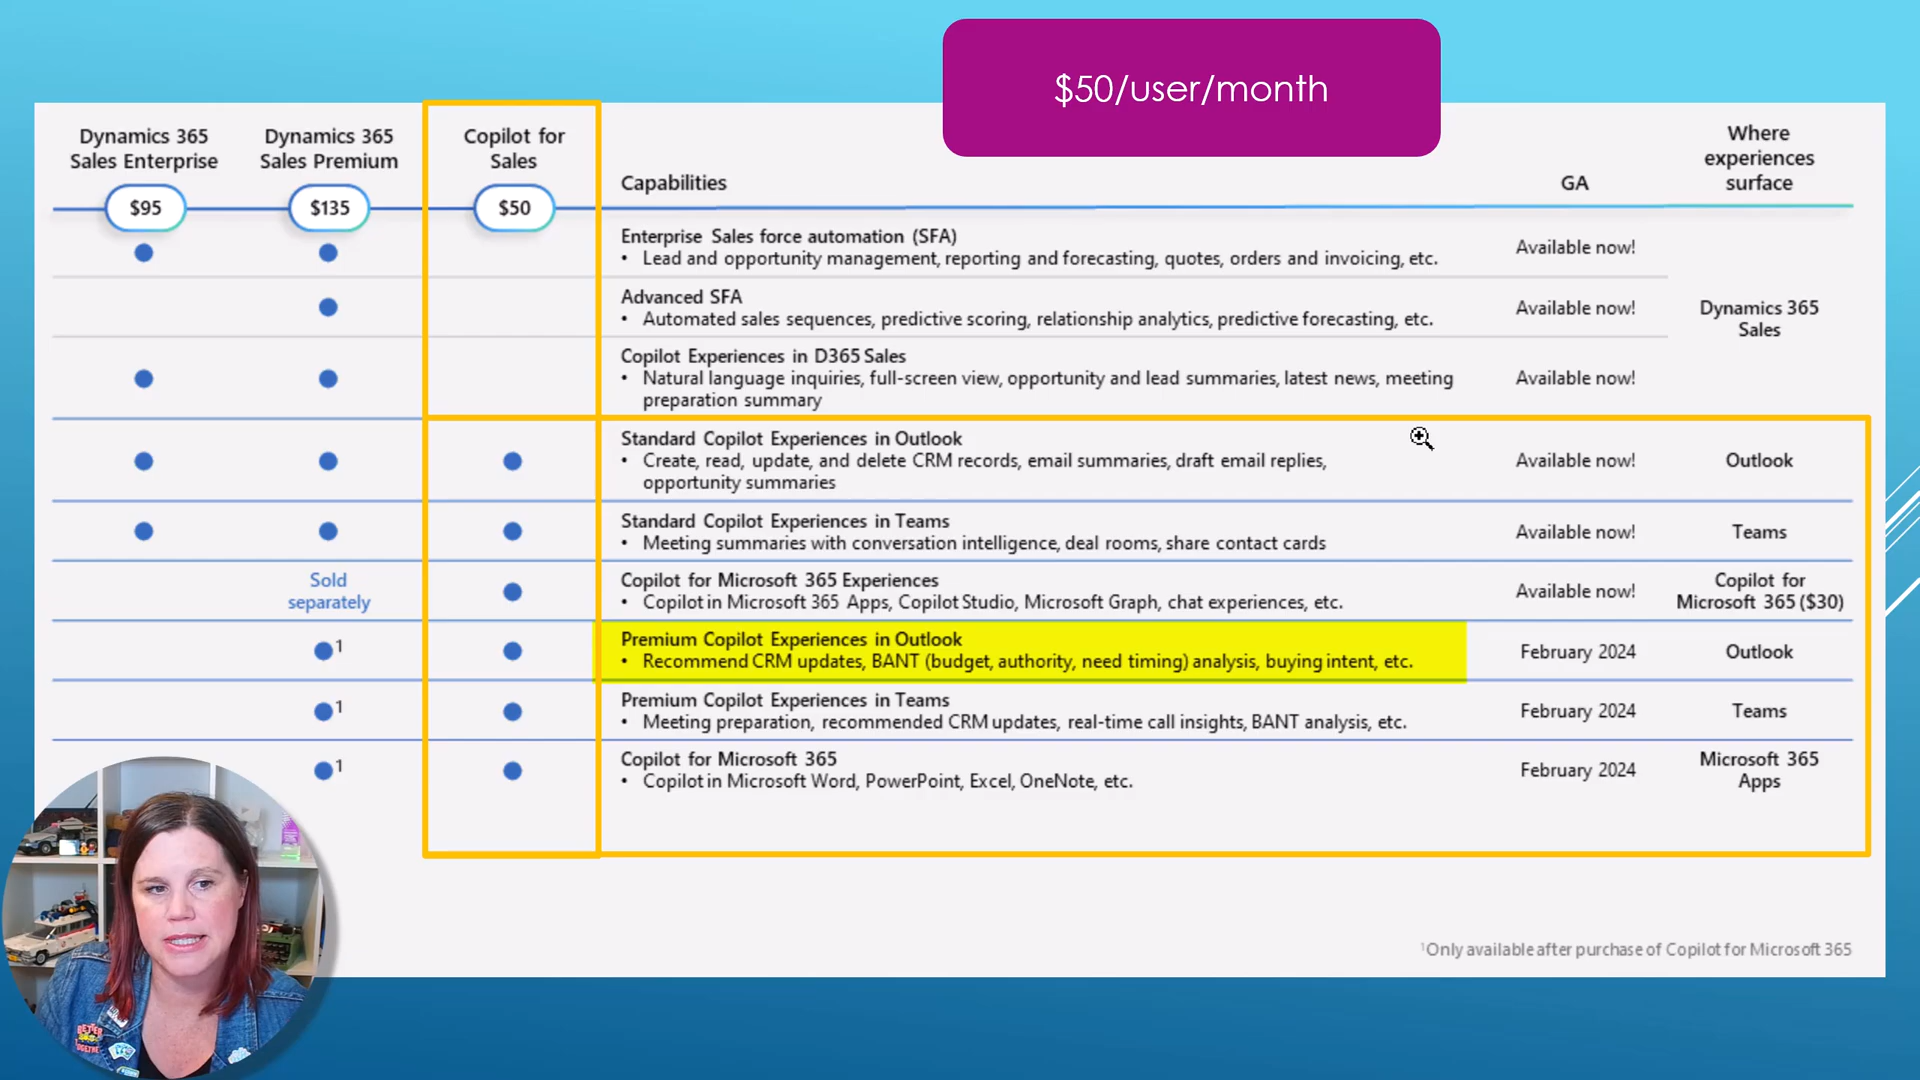 $50/user/month
Dynamics 365
Sales Enterprise
$95
Dynamics 365
Sales Premium
$135
Copilot for
Sales
$50
Capabilities
GA
Where
experiences
surface
Enterprise Sales force automation (SFA)
• Lead and opportunity management, reporting and forecasting, quotes, orders and invoicing, etc.
Available now!
Advanced SFA
• Automated sales sequences, predictive scoring, relationship analytics, predictive forecasting, etc.
Available now!
Dynamics 365
Sales
Copilot Experiences in D365 Sales
• Natural language inquiries, full-screen view, opportunity and lead summaries, latest news, meeting
preparation summary
Available now!
Standard Copilot Experiences in Outlook
• Create, read, update, and delete CRM records, email summaries, draft email replies,
opportunity summaries
Available now!
Outlook
Standard Copilot Experiences in Teams
• Meeting summaries with conversation intelligence, deal rooms, share contact cards
Available now!
Teams
Sold
separately
Copilot for Microsoft 365 Experiences
• Copilot in Microsoft 365 Apps, Copilot Studio, Microsoft Graph, chat experiences, etc.
Available now!
Copilot for
Microsoft 365 ($30)
1
Premium Copilot Experiences in Outlook
• Recommend CRM updates, BANT (budget, authority, need timing) analysis, buying intent, etc.
February 2024
Outlook
1
Premium Copilot Experiences in Teams
• Meeting preparation, recommended CRM updates, real-time call insights, BANT analysis, etc.
February 2024
Teams
1
Copilot for Microsoft 365
• Copilot in Microsoft Word, PowerPoint, Excel, OneNote, etc.
February 2024
Microsoft 365
Apps
1Only available after purchase of Copilot for Microsoft 365
BETTER
TOGETHER